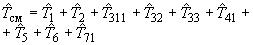 T̂см = T̂1 + T̂2 + T̂311 + T̂32 + T̂33 + T̂41 +
+ T̂5 + T̂6 + T̂71